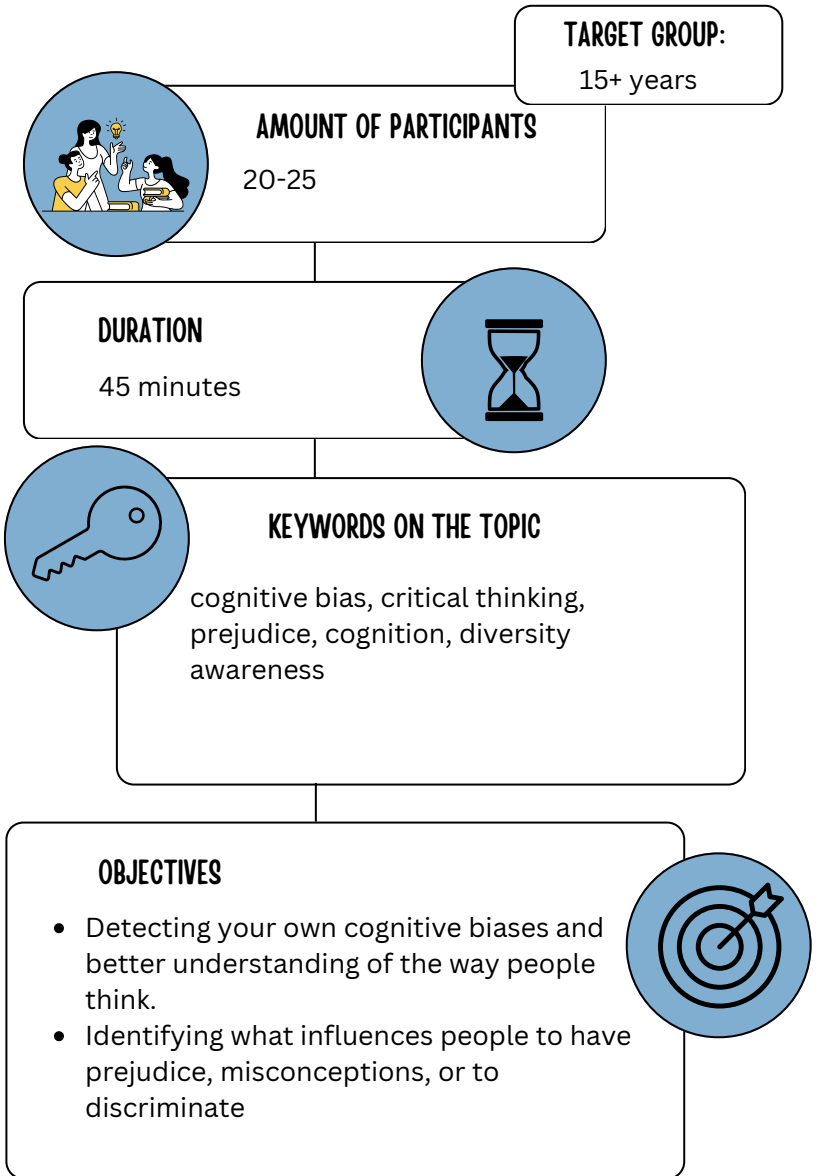 TARGET GROUP:
15+ years
AMOUNT OF PARTICIPANTS
20-25
DURATION
45 minutes
KEYWORDS ON THE TOPIC
cognitive bias, critical thinking,
prejudice, cognition, diversity
awareness
OBJECTIVES
• Detecting your own cognitive biases and
better understanding of the way people
think.
• Identifying what influences people to have
prejudice, misconceptions, or to
discriminate